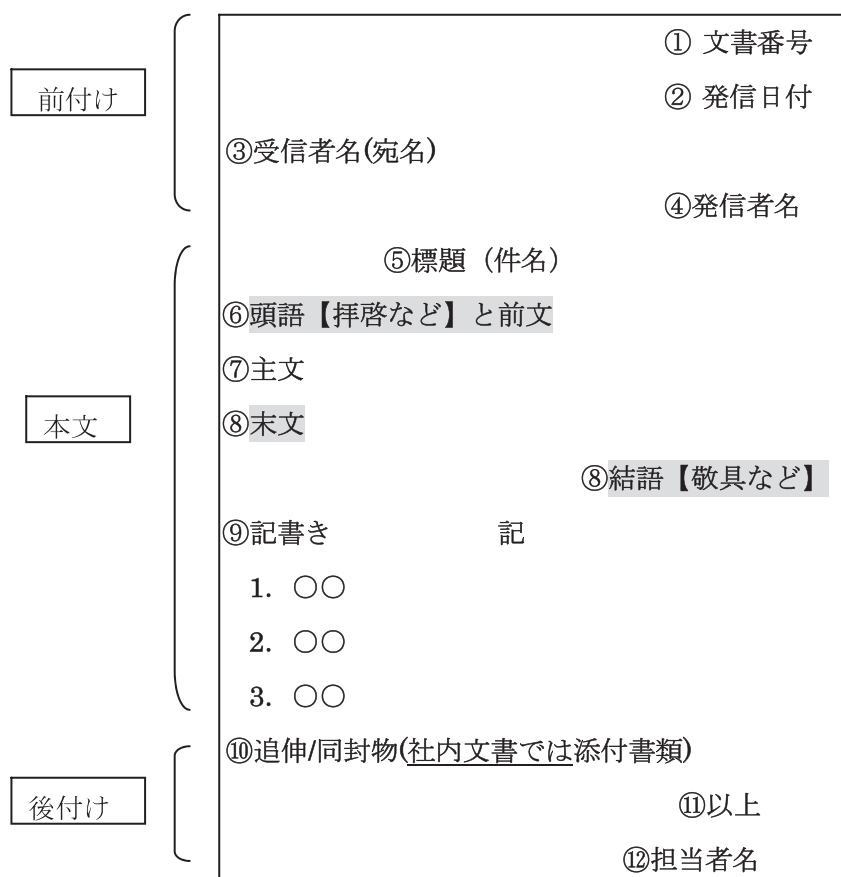 ① 文書番号
前付け
② 発信日付
③受信者名(宛名)
④発信者名
⑤標題（件名）
⑥頭語【拝啓など】と前文
⑦主文
本文
⑧末文
⑧結語【敬具など】
⑨記書き 記
1. ○○
2. ○○
3. ○○
⑩追伸/同封物(社内文書では添付書類)
後付け
⑪以上
⑫担当者名